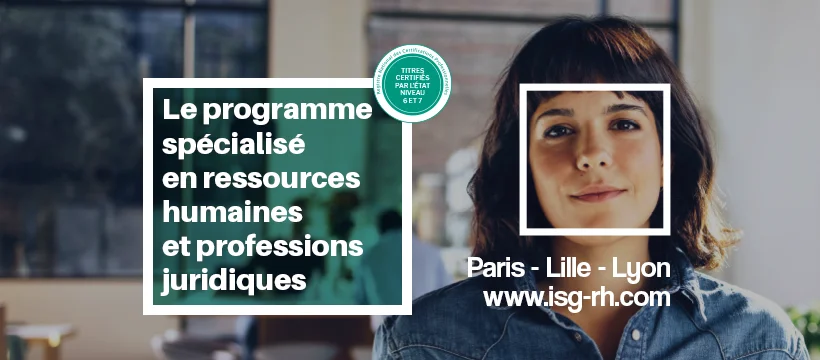 Le programme
spécialisé
en ressources
humaines
et professions
juridiques
TITRES
CERTIFIÉS
PAR L'ÉTAT
NIVEAU
6 ET 7
Paris - Lille - Lyon
www.isg-rh.com